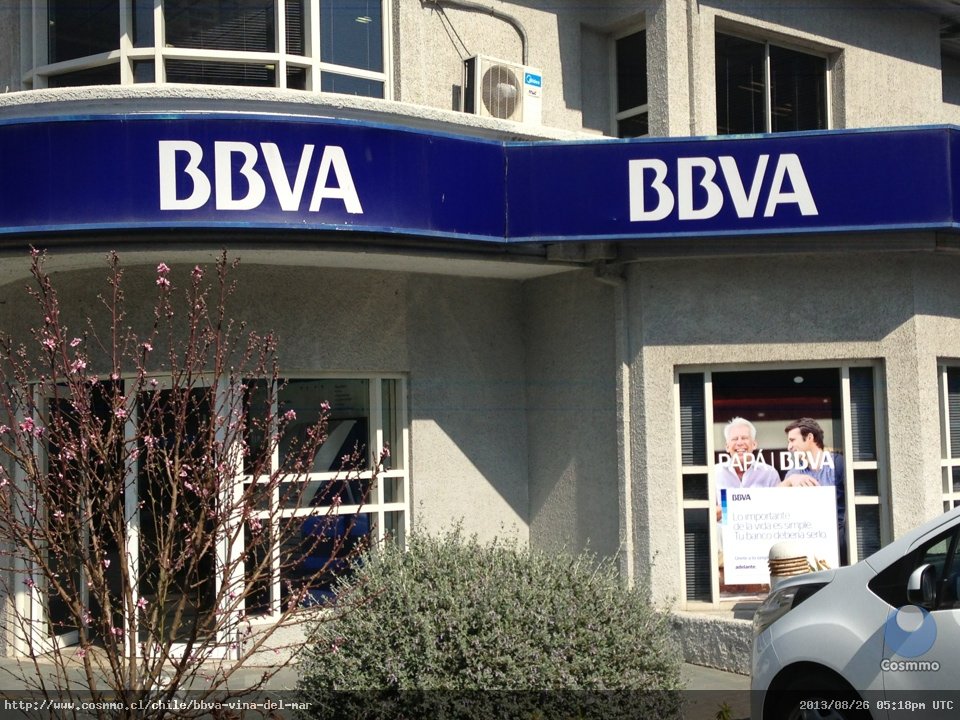 BBVA
BBVA
Midea
PAPÁ | BBVA
BBVA
Lo importante
de la vida es simple.
Tu banco debería serlo.
adelante.
Cosmmo
http://www.cosmmo.cl/chile/bbva-vina-del-mar
2013/08/26 05:18pm UTC